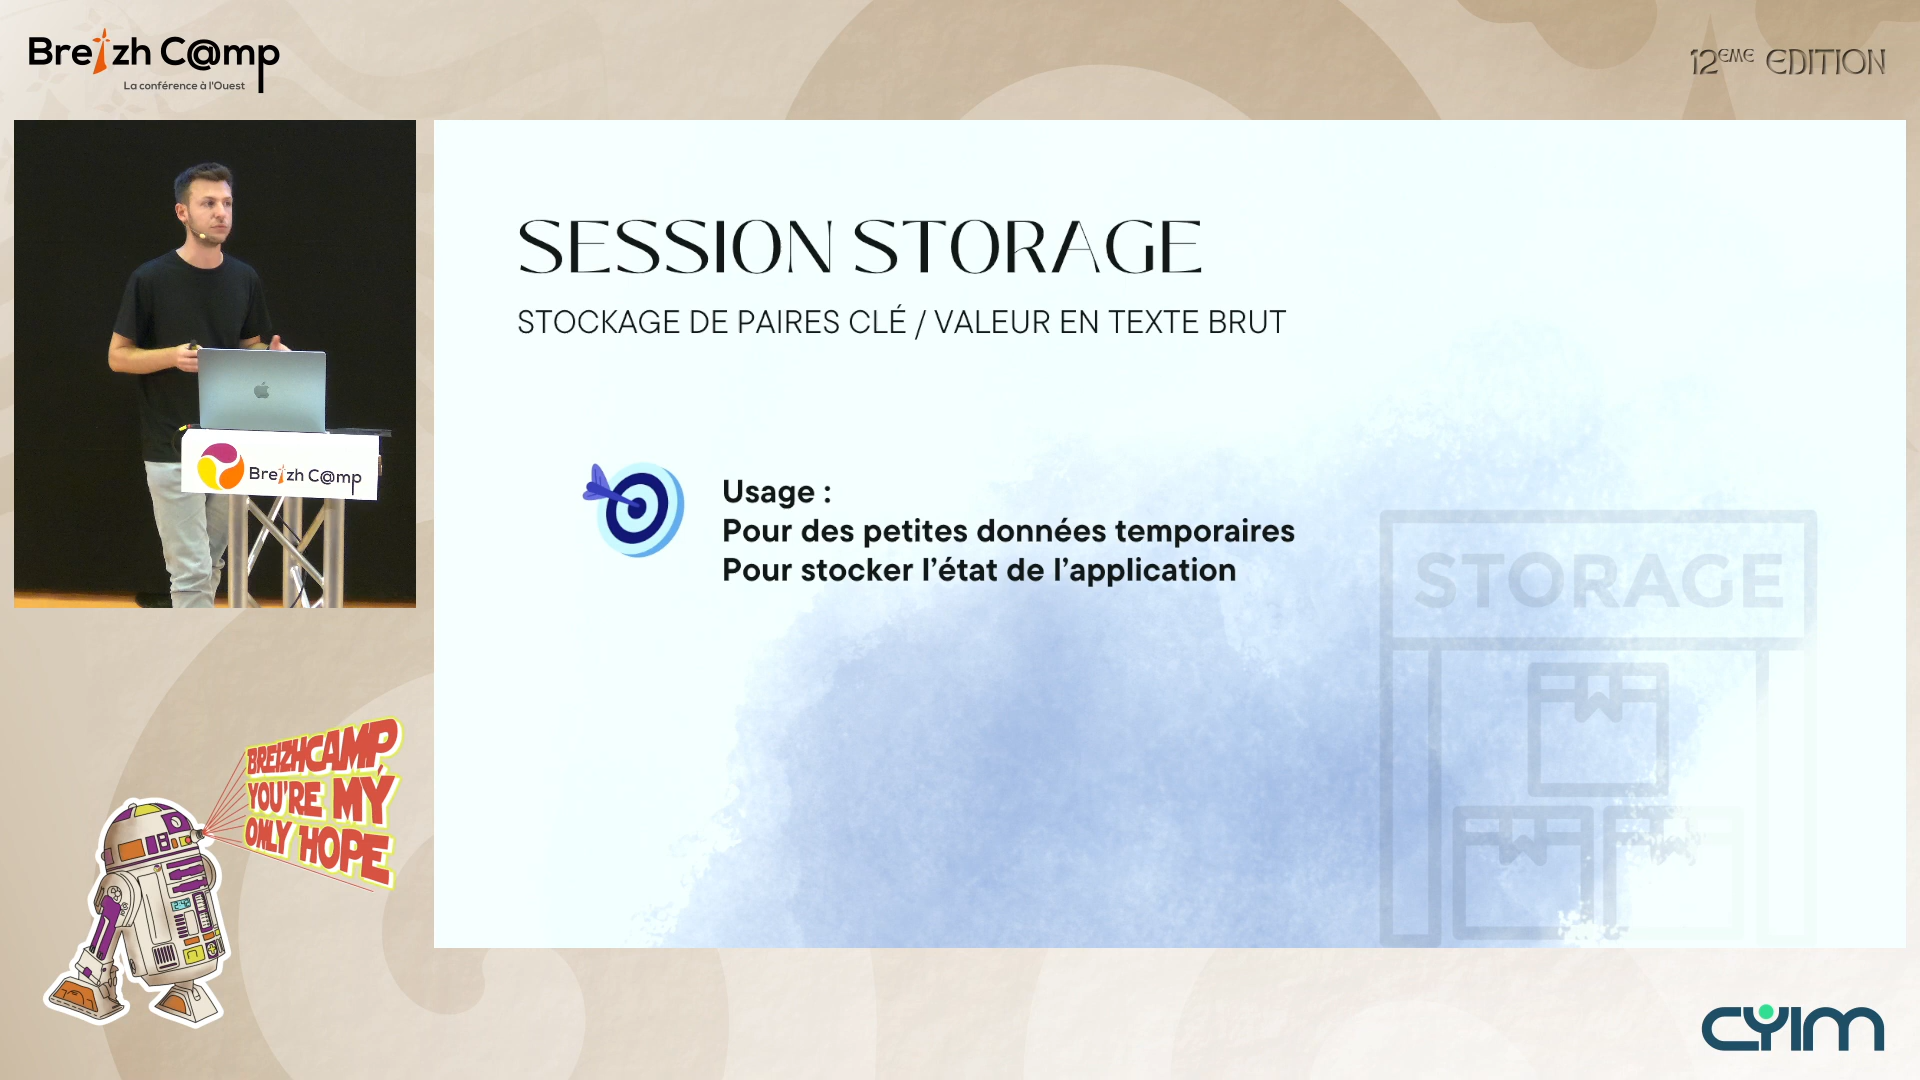 Breizh C@mp
La conférence à l'Ouest
12ÈME EDITION
SESSION STORAGE
STOCKAGE DE PAIRES CLÉ / VALEUR EN TEXTE BRUT
Usage :
Pour des petites données temporaires
Pour stocker l’état de l’application
STORAGE
Breizh C@mp
BREIZHCAMP,
YOU'RE MY
ONLY HOPE
CYIM